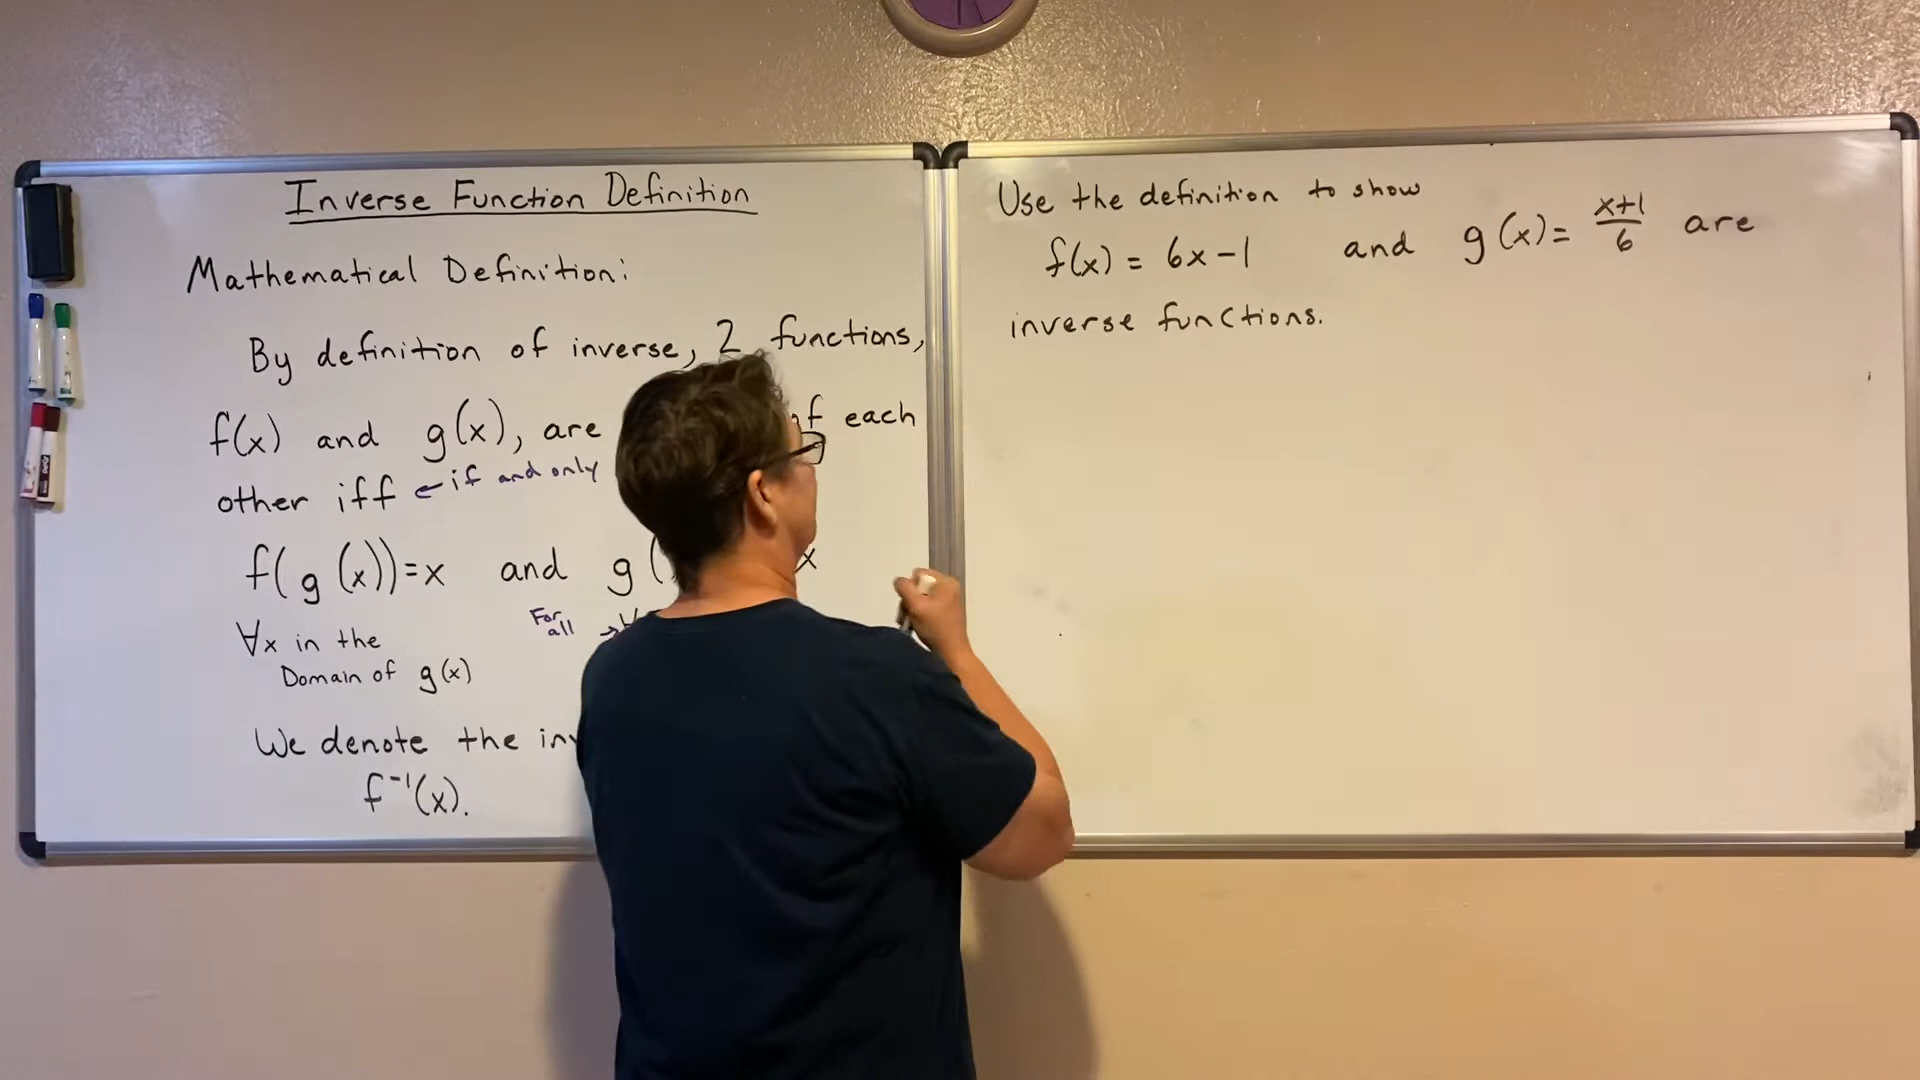 Inverse Function Definition
Mathematical Definition:
By definition of inverse, 2 functions,
f(x) and g(x), are of each
other iff ← if and only
f(g(x))=x and g( x
∀x in the
Domain of g(x)
For
all →∀
We denote the inv
f⁻¹(x).
Use the definition to show
f(x) = 6x-1 and g(x)= (x+1)/6 are
inverse functions.